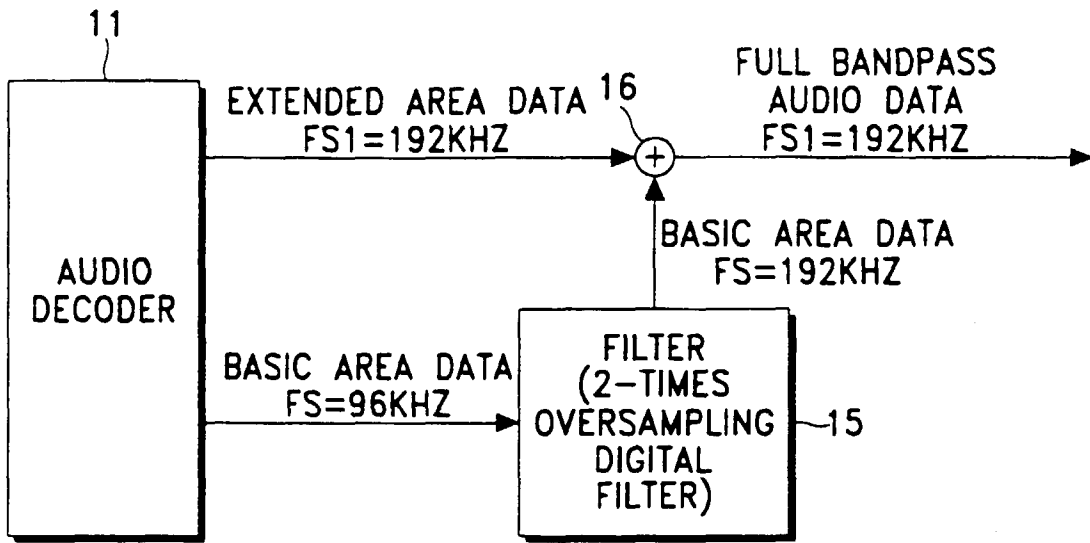 11
EXTENDED AREA DATA
FS1=192KHZ
16
FULL BANDPASS
AUDIO DATA
FS1=192KHZ
+
BASIC AREA DATA
FS=192KHZ
AUDIO
DECODER
BASIC AREA DATA
FS=96KHZ
FILTER
(2-TIMES
OVERSAMPLING
DIGITAL
FILTER)
15